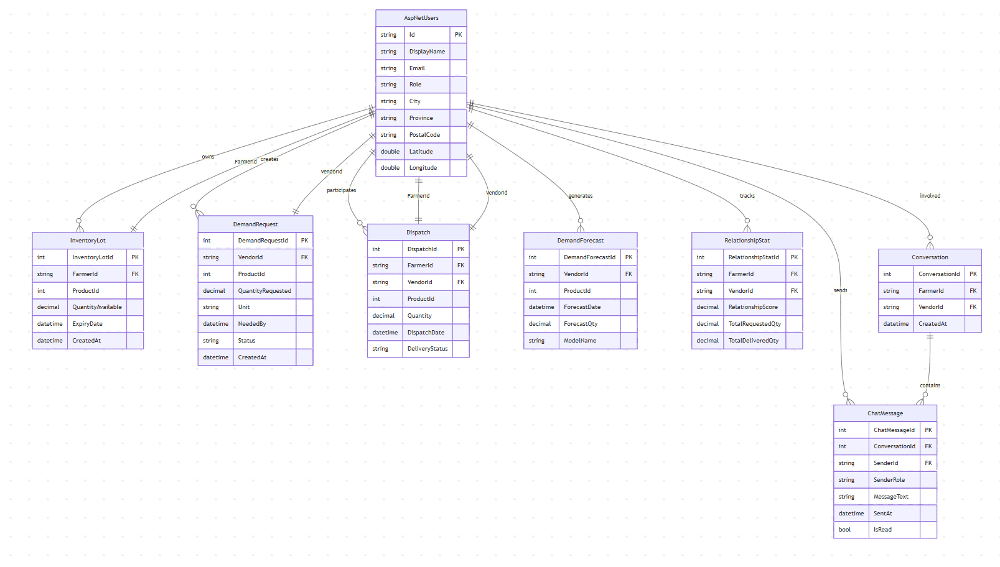 AspNetUsers
string Id PK
string DisplayName
string Email
string Role
string City
string Province
string PostalCode
double Latitude
double Longitude
owns
FarmerId
creates
VendorId
participates
FarmerId
VendorId
generates
tracks
sends
involved
InventoryLot
int InventoryLotId PK
string FarmerId FK
int ProductId
decimal QuantityAvailable
datetime ExpiryDate
datetime CreatedAt
DemandRequest
int DemandRequestId PK
string VendorId FK
int ProductId
decimal QuantityRequested
string Unit
datetime NeededBy
string Status
datetime CreatedAt
Dispatch
int DispatchId PK
string FarmerId FK
string VendorId FK
int ProductId
decimal Quantity
datetime DispatchDate
string DeliveryStatus
DemandForecast
int DemandForecastId PK
string VendorId FK
int ProductId
datetime ForecastDate
decimal ForecastQty
string ModelName
RelationshipStat
int RelationshipStatId PK
string FarmerId FK
string VendorId FK
decimal RelationshipScore
decimal TotalRequestedQty
decimal TotalDeliveredQty
Conversation
int ConversationId PK
string FarmerId FK
string VendorId FK
datetime CreatedAt
contains
ChatMessage
int ChatMessageId PK
int ConversationId FK
string SenderId FK
string SenderRole
string MessageText
datetime SentAt
bool IsRead